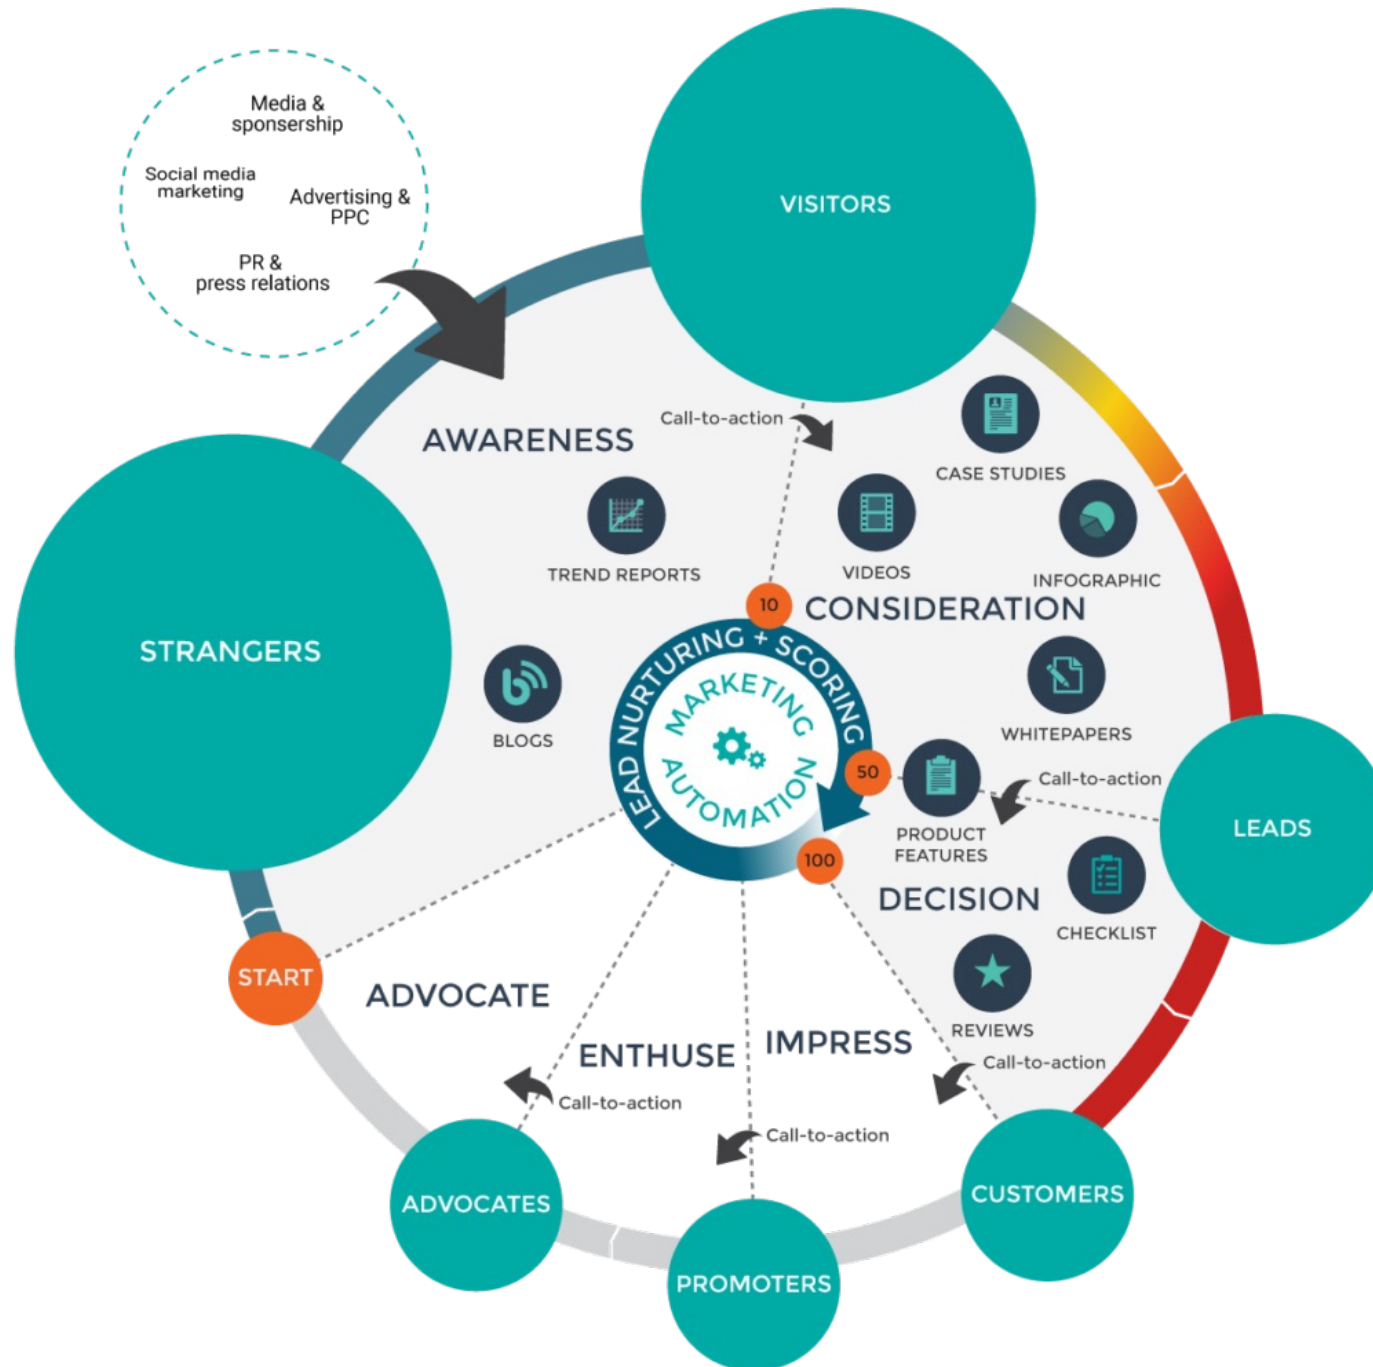 Media &
sponsership
Social media
marketing
Advertising &
PPC
PR &
press relations
VISITORS
AWARENESS
Call-to-action
CASE STUDIES
TREND REPORTS
VIDEOS
INFOGRAPHIC
10
CONSIDERATION
STRANGERS
BLOGS
LEAD NURTURING + SCORING
MARKETING
AUTOMATION
WHITEPAPERS
50
Call-to-action
PRODUCT
FEATURES
LEADS
100
DECISION
CHECKLIST
START
REVIEWS
ADVOCATE
ENTHUSE
IMPRESS
Call-to-action
Call-to-action
Call-to-action
ADVOCATES
PROMOTERS
CUSTOMERS